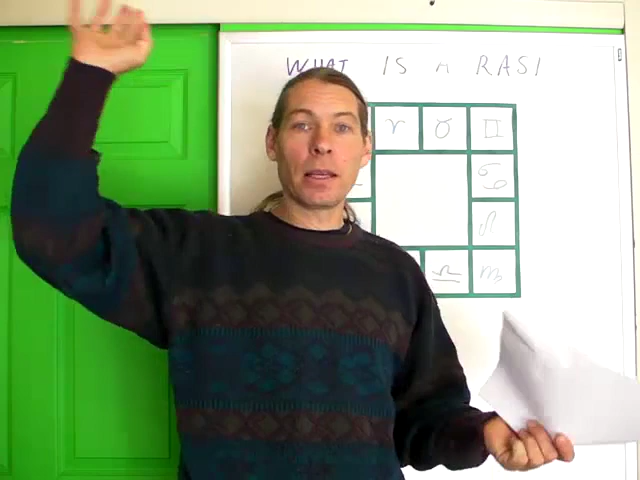 WHAT IS A RASI
♈ ♉ ♊
♋
♌
♎ ♍